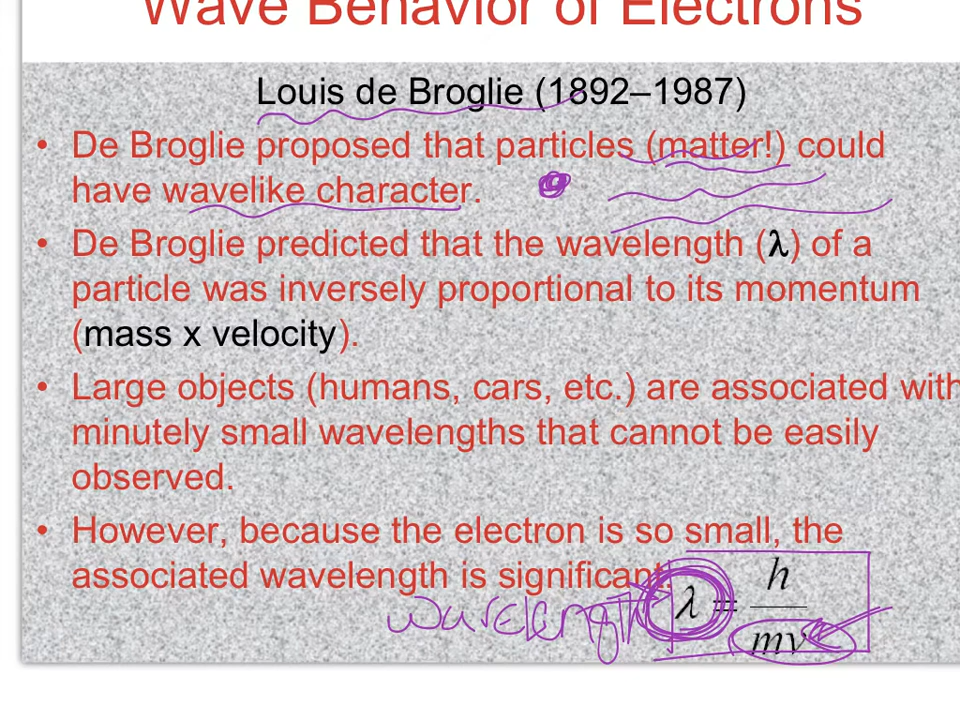 Wave Behavior of Electrons
Louis de Broglie (1892–1987)
• De Broglie proposed that particles (matter!) could
have wavelike character.
• De Broglie predicted that the wavelength (λ) of a
particle was inversely proportional to its momentum
(mass x velocity).
• Large objects (humans, cars, etc.) are associated with
minutely small wavelengths that cannot be easily
observed.
• However, because the electron is so small, the
associated wavelength is significant.
wavelength λ = h
mv